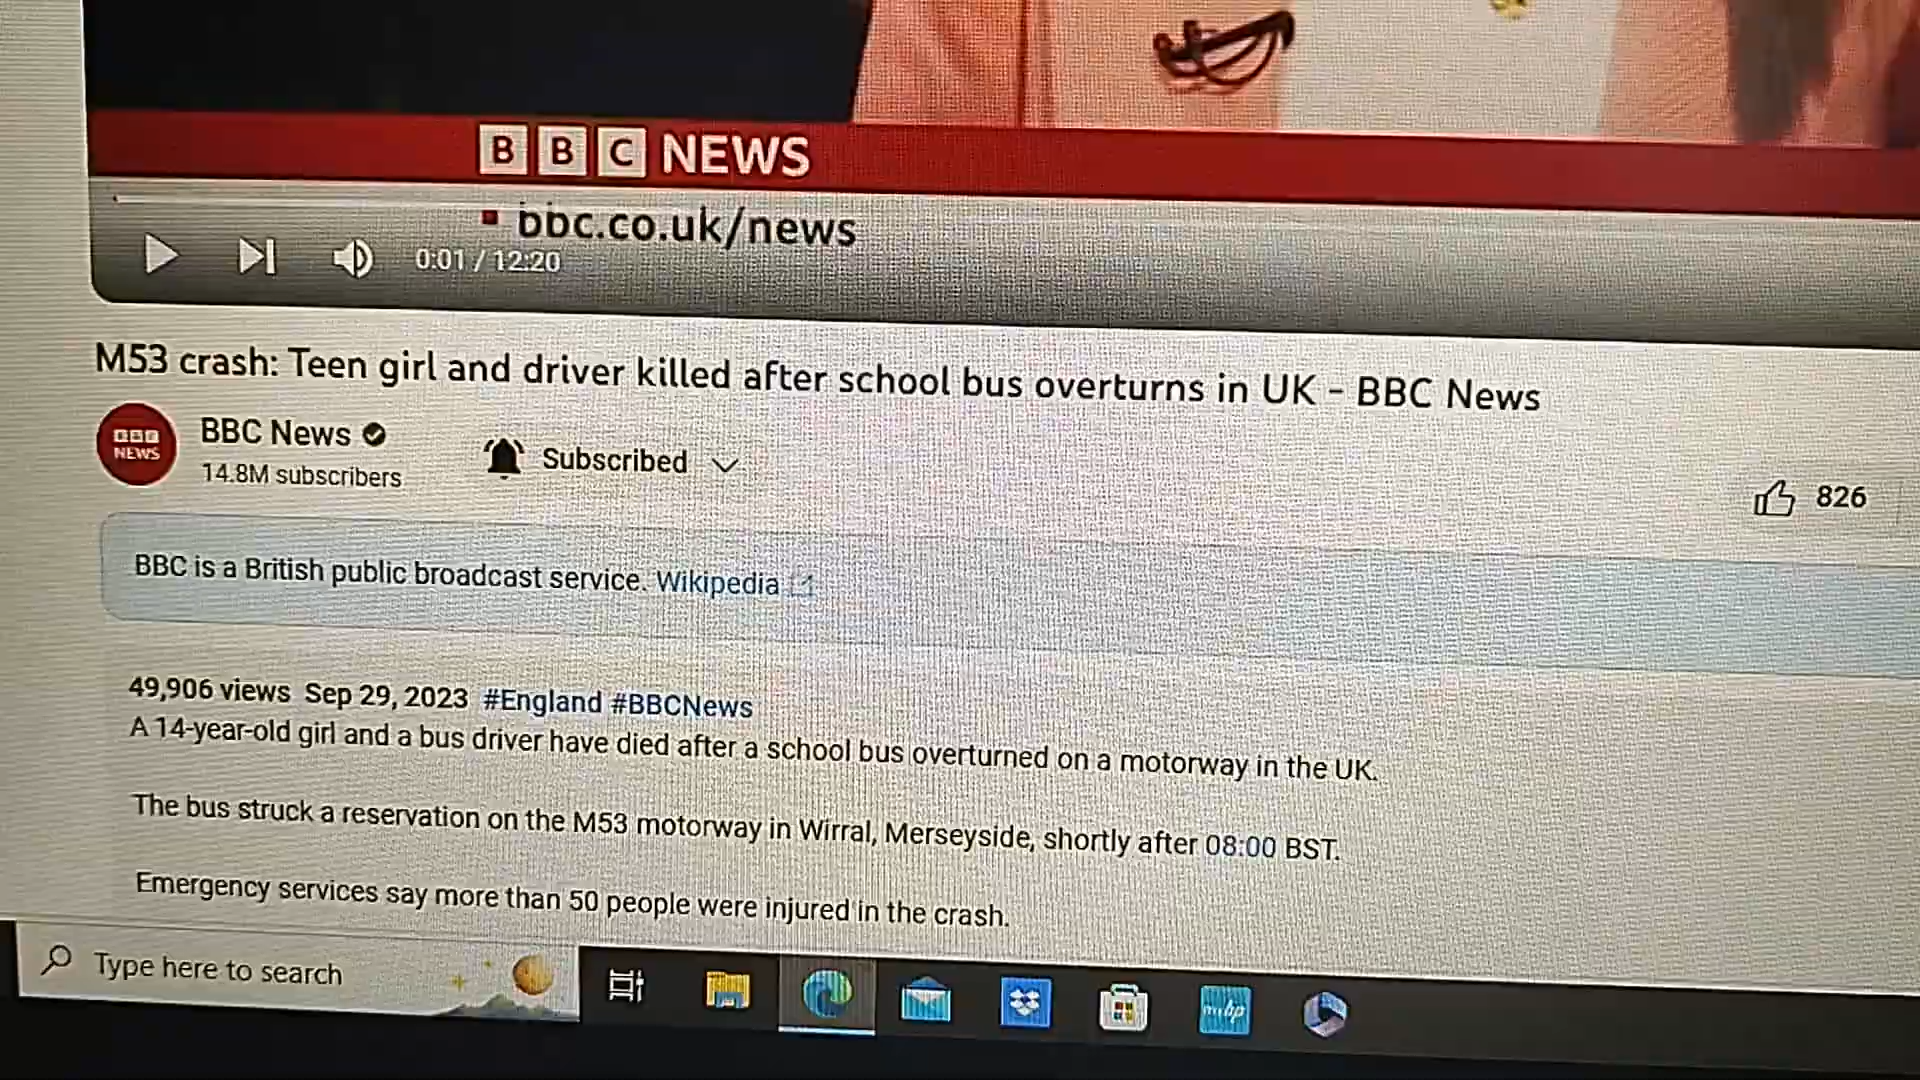 BBC NEWS
bbc.co.uk/news
0:01 / 12:20
M53 crash: Teen girl and driver killed after school bus overturns in UK - BBC News
BBC NEWS
BBC News
14.8M subscribers
Subscribed
826
BBC is a British public broadcast service. Wikipedia
49,906 views Sep 29, 2023 #England #BBCNews
A 14-year-old girl and a bus driver have died after a school bus overturned on a motorway in the UK.
The bus struck a reservation on the M53 motorway in Wirral, Merseyside, shortly after 08:00 BST.
Emergency services say more than 50 people were injured in the crash.
Type here to search
myhp